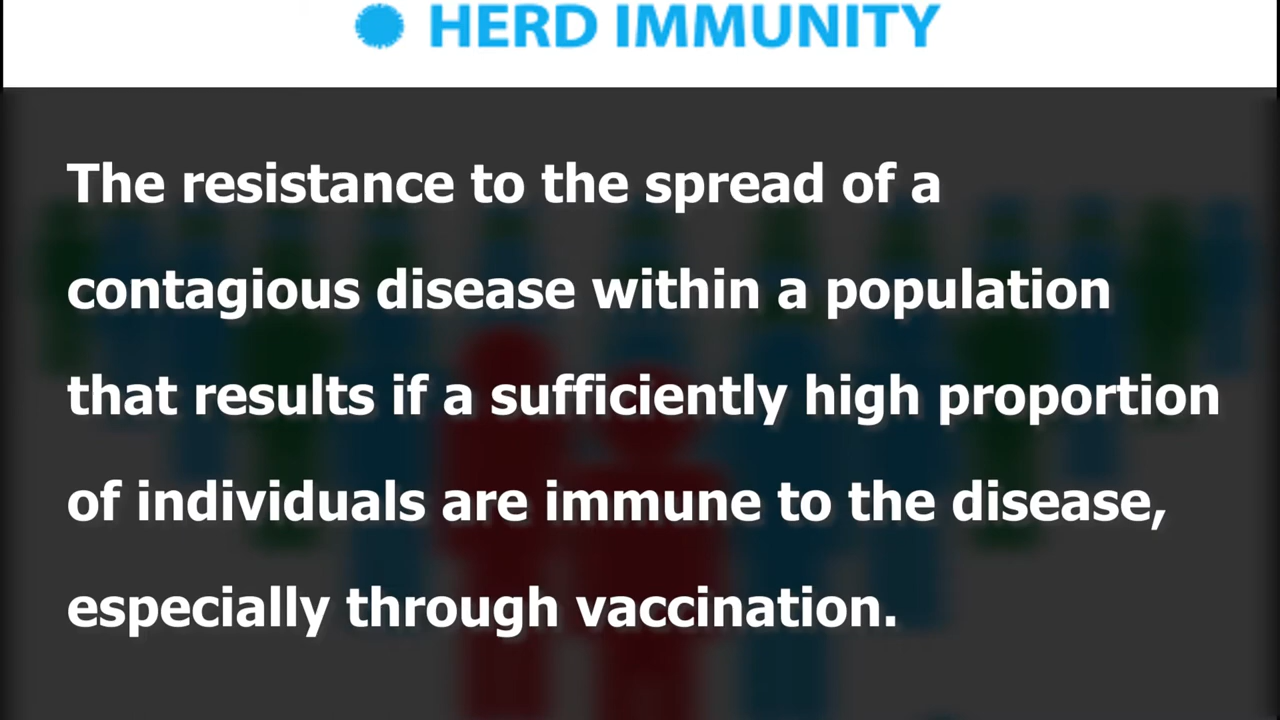 HERD IMMUNITY
The resistance to the spread of a
contagious disease within a population
that results if a sufficiently high proportion
of individuals are immune to the disease,
especially through vaccination.